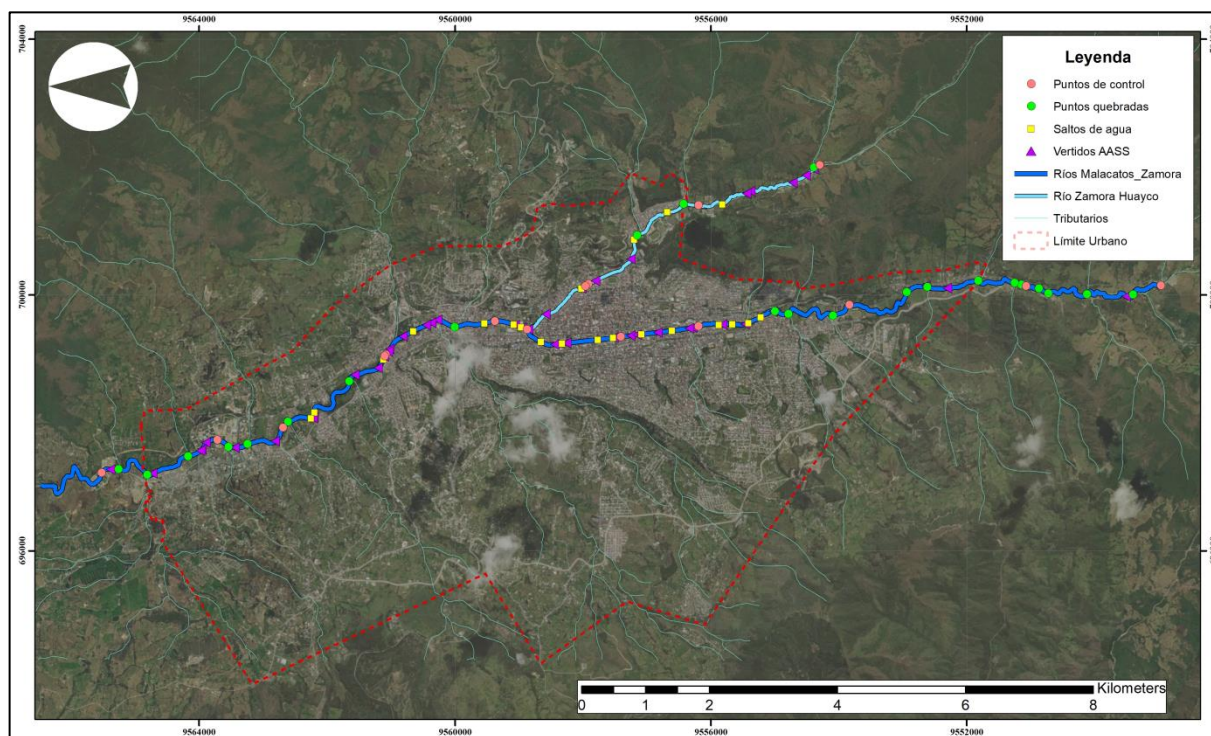 9564000 9560000 9556000 9552000
704000
Leyenda
Puntos de control
Puntos quebradas
Saltos de agua
Vertidos AASS
Ríos Malacatos_Zamora
Río Zamora Huayco
Tributarios
Límite Urbano
700000
696000
Kilometers
0 1 2 4 6 8
9564000 9560000 9556000 9552000